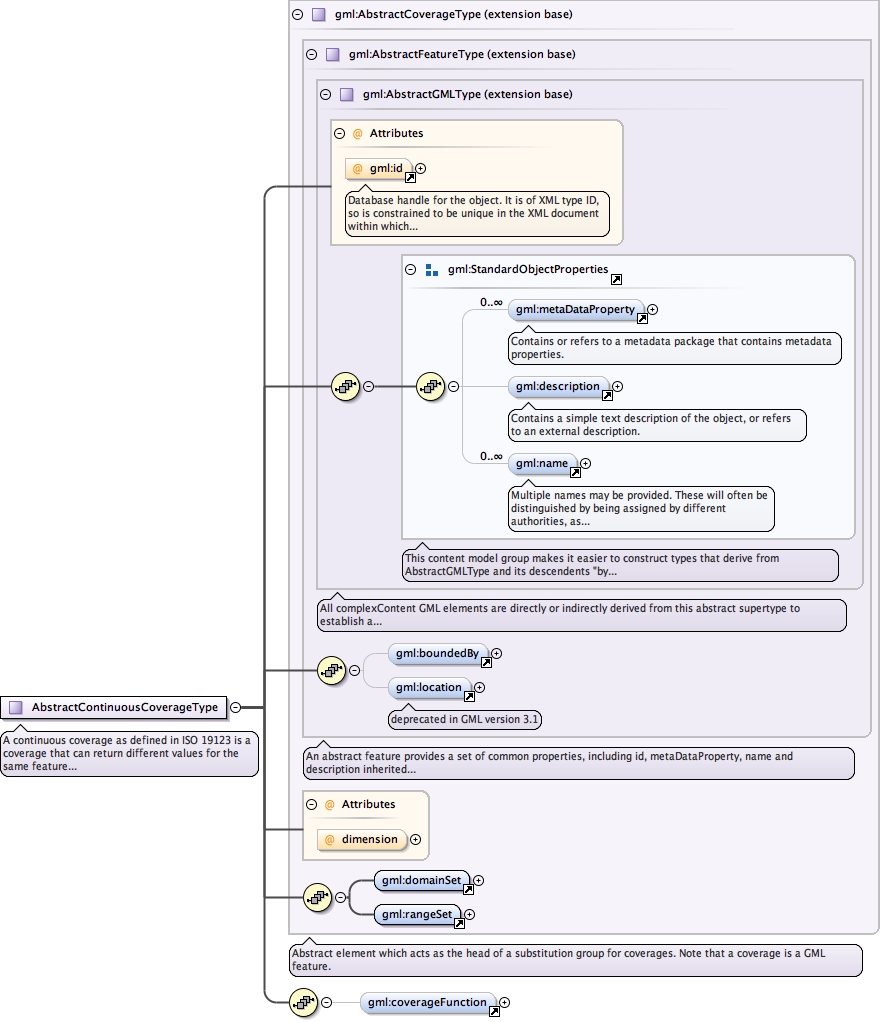 gml:AbstractCoverageType (extension base)
gml:AbstractFeatureType (extension base)
gml:AbstractGMLType (extension base)
@ Attributes
@ gml:id
Database handle for the object. It is of XML type ID,
so is constrained to be unique in the XML document
within which...
gml:StandardObjectProperties
0..∞
gml:metaDataProperty
Contains or refers to a metadata package that contains metadata
properties.
gml:description
Contains a simple text description of the object, or refers
to an external description.
0..∞
gml:name
Multiple names may be provided. These will often be
distinguished by being assigned by different
authorities, as...
This content model group makes it easier to construct types that derive from
AbstractGMLType and its descendents "by...
All complexContent GML elements are directly or indirectly derived from this abstract supertype to
establish a...
gml:boundedBy
gml:location
deprecated in GML version 3.1
AbstractContinuousCoverageType
A continuous coverage as defined in ISO 19123 is a
coverage that can return different values for the
same feature...
An abstract feature provides a set of common properties, including id, metaDataProperty, name and
description inherited...
@ Attributes
@ dimension
gml:domainSet
gml:rangeSet
Abstract element which acts as the head of a substitution group for coverages. Note that a coverage is a GML
feature.
gml:coverageFunction